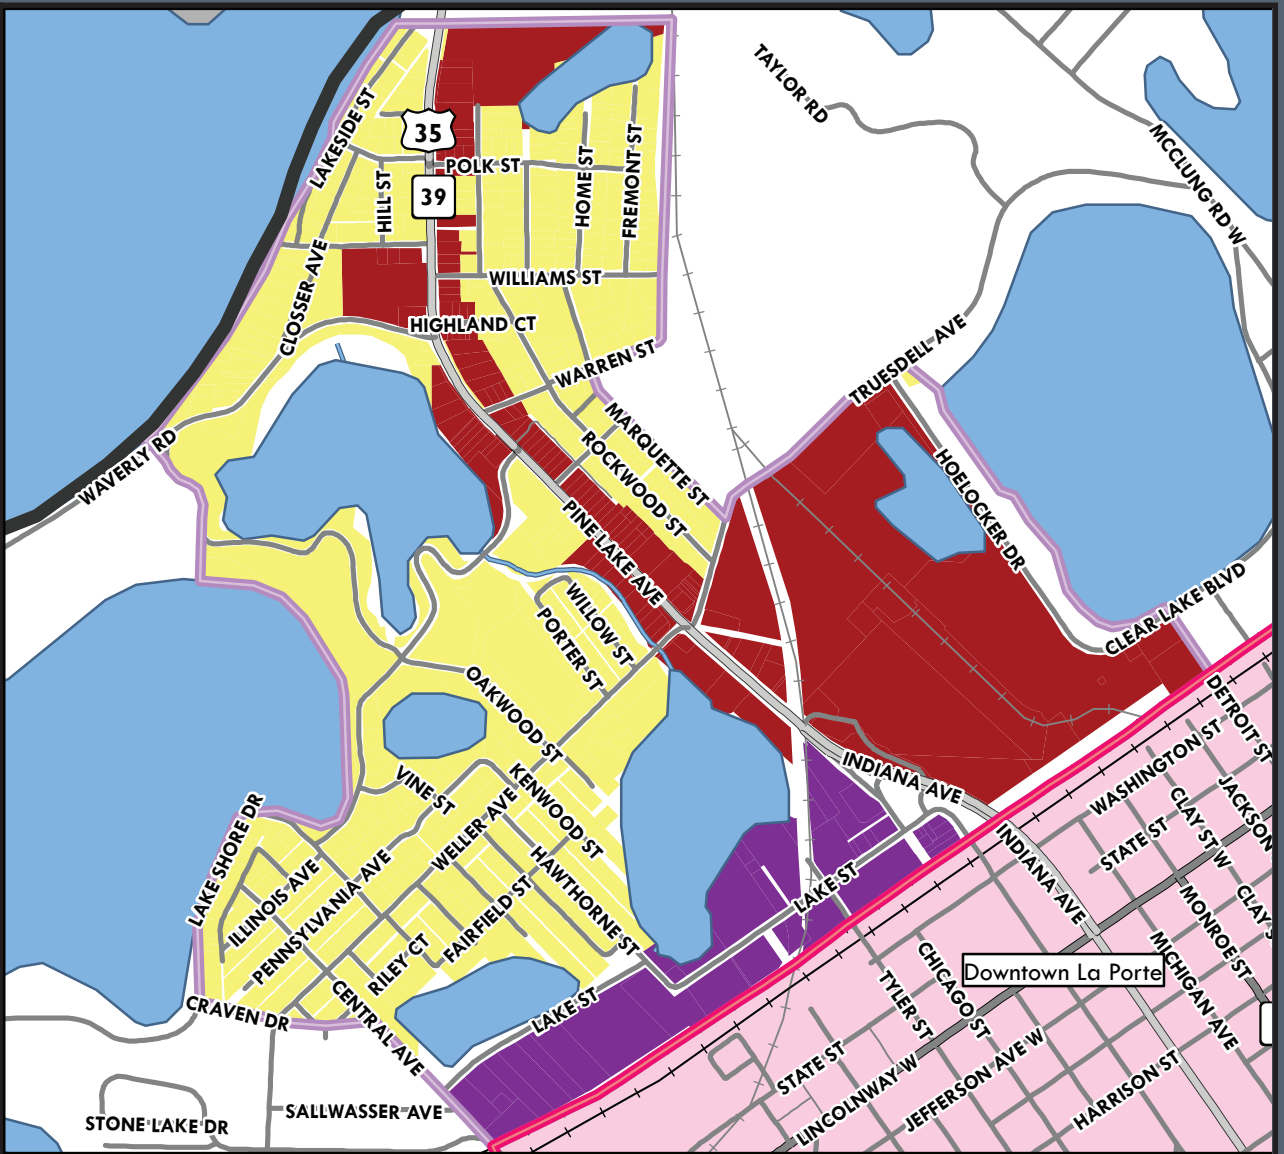 TAYLOR RD
LAKESIDE ST
35
MCCLUNG RD W
POLK ST
39
HILL ST
HOME ST
FREMONT ST
CLOSSER AVE
WILLIAMS ST
HIGHLAND CT
WARREN ST
TRUESDELL AVE
MARQUETTE ST
ROCKWOOD ST
WAVERLY RD
HOELOCKER DR
PINE LAKE AVE
CLEAR LAKE BLVD
WILLOW ST
PORTER ST
OAKWOOD ST
DETROIT ST
WASHINGTON ST
INDIANA AVE
VINE ST
KENWOOD ST
JACKSON
CLAY ST W
LAKE SHORE DR
WELLER AVE
STATE ST
INDIANA AVE
HAWTHORNE ST
LAKE ST
ILLINOIS AVE
PENNSYLVANIA AVE
FAIRFIELD ST
MONROE ST
CLAY S
RILEY CT
CHICAGO ST
MICHIGAN AVE
Downtown La Porte
CRAVEN DR
CENTRAL AVE
LAKE ST
TYLER ST
STATE ST
LINCOLNWAY W
JEFFERSON AVE W
HARRISON ST
SALLWASSER AVE
STONE LAKE DR